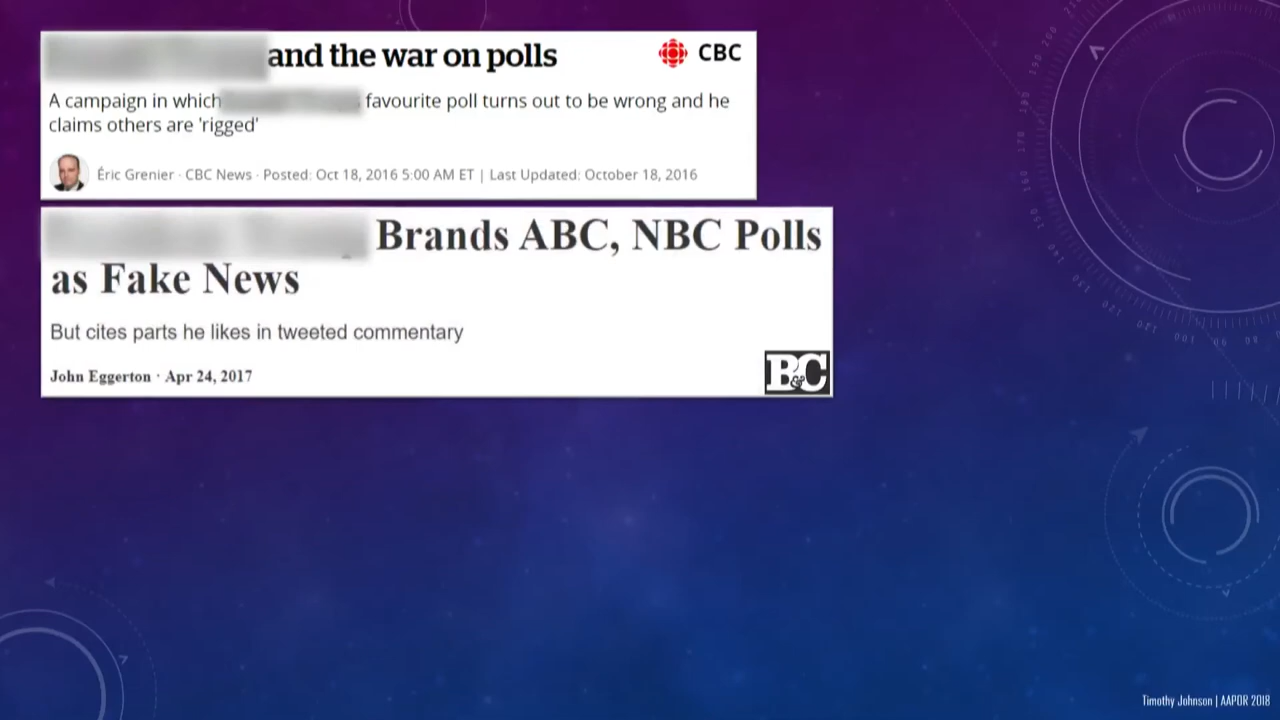 and the war on polls
CBC
A campaign in which favourite poll turns out to be wrong and he
claims others are 'rigged'
Éric Grenier · CBC News · Posted: Oct 18, 2016 5:00 AM ET | Last Updated: October 18, 2016
Brands ABC, NBC Polls
as Fake News
But cites parts he likes in tweeted commentary
John Eggerton · Apr 24, 2017
B&C
Timothy Johnson | AAPOR 2018